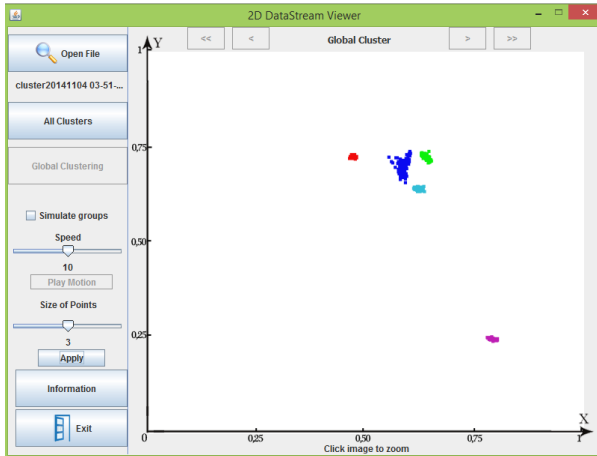 2D DataStream Viewer
Open File
cluster20141104 03-51-...
All Clusters
Global Clustering
Simulate groups
Speed
10
Play Motion
Size of Points
3
Apply
Information
Exit
<< < Global Cluster > >>
1 Y
0,75
0,50
0,25
0 0,25 0,50 0,75 1 X
Click image to zoom